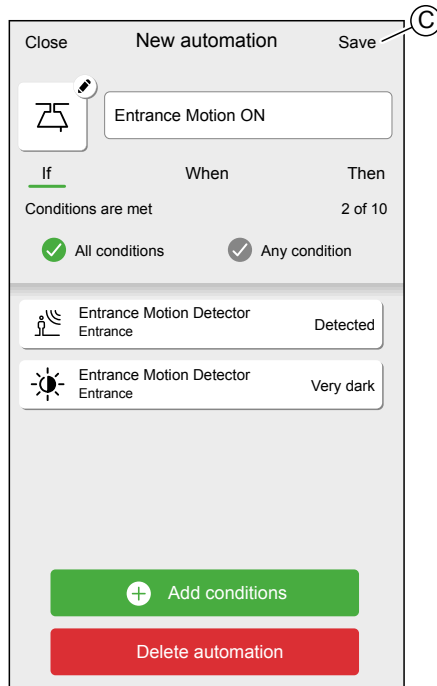 C
Close New automation Save
Entrance Motion ON
If When Then
Conditions are met 2 of 10
All conditions Any condition
Entrance Motion Detector
Entrance
Detected
Entrance Motion Detector
Entrance
Very dark
Add conditions
Delete automation